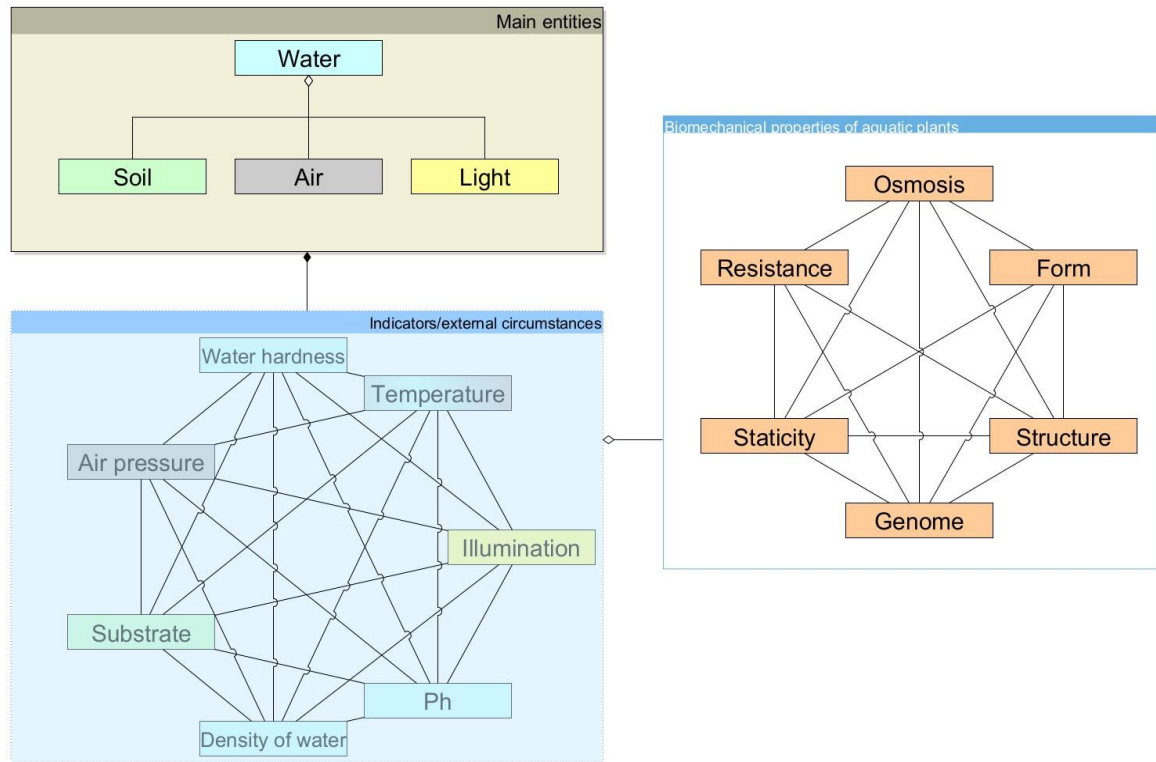 Main entities
Water
Soil
Air
Light
Biomechanical properties of aquatic plants
Osmosis
Resistance
Form
Staticity
Structure
Genome
Indicators/external circumstances
Water hardness
Temperature
Air pressure
Illumination
Substrate
Ph
Density of water